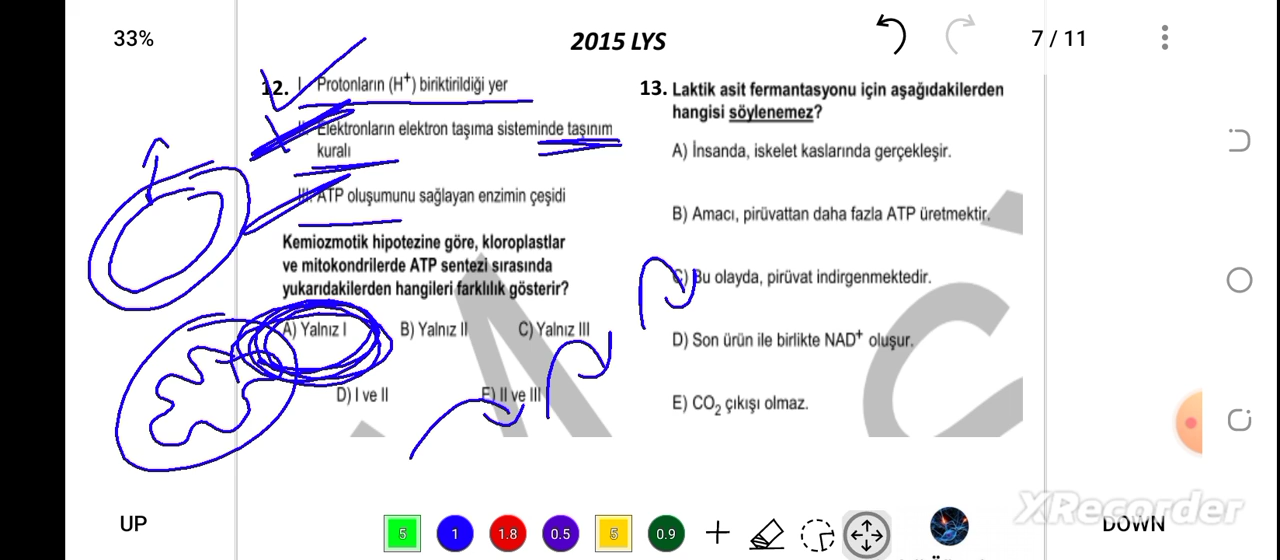 33%
2015 LYS
7 / 11
12. I. Protonların (H+) biriktirildiği yer
II. Elektronların elektron taşıma sisteminde taşınım
kuralı
III. ATP oluşumunu sağlayan enzimin çeşidi
Kemiozmotik hipotezine göre, kloroplastlar
ve mitokondrilerde ATP sentezi sırasında
yukarıdakilerden hangileri farklılık gösterir?
A) Yalnız I B) Yalnız II C) Yalnız III
D) I ve II E) II ve III
13. Laktik asit fermantasyonu için aşağıdakilerden
hangisi söylenemez?
A) İnsanda, iskelet kaslarında gerçekleşir.
B) Amacı, pirüvattan daha fazla ATP üretmektir.
C) Bu olayda, pirüvat indirgenmektedir.
D) Son ürün ile birlikte NAD+ oluşur.
E) CO2 çıkışı olmaz.
UP
5 1 1.8 0.5 5 0.9
XRecorder
DOWN